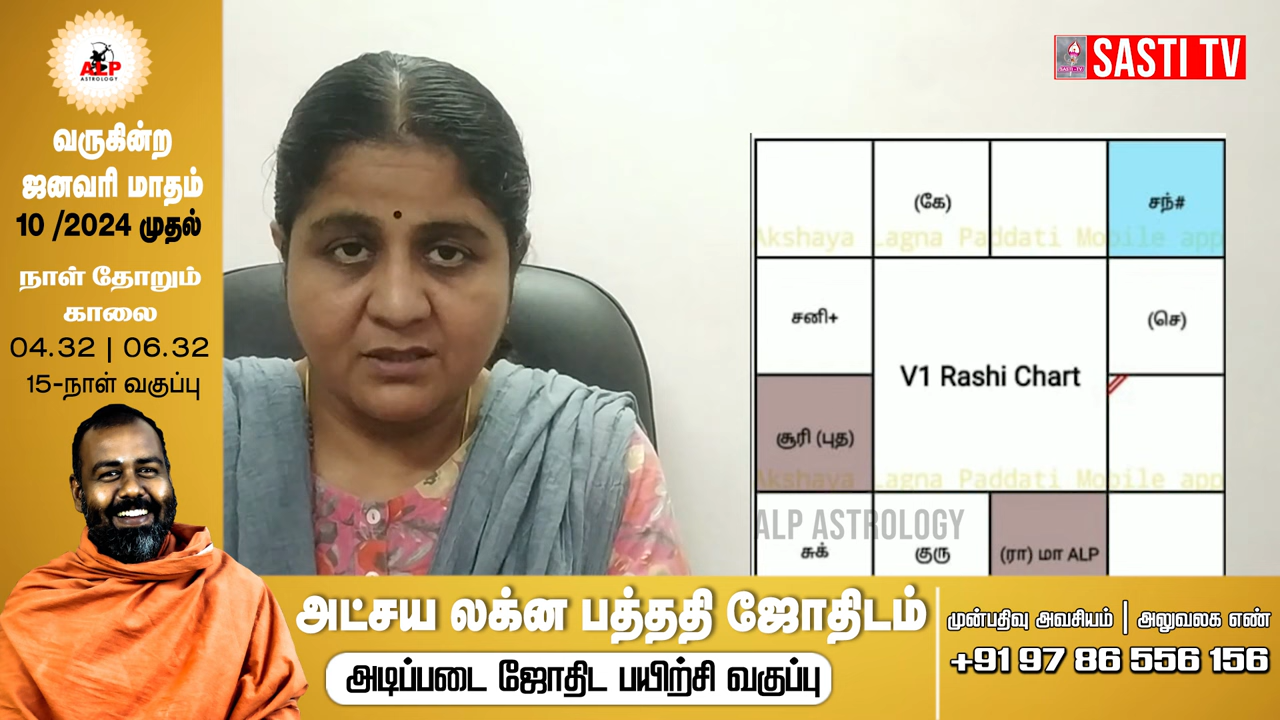 ALP
ASTROLOGY
வருகின்ற
ஜனவரி மாதம்
10 /2024 முதல்
நாள் தோறும்
காலை
04.32 | 06.32
15-நாள் வகுப்பு
SASTI TV
(கே)
சந்#
Akshaya Lagna Paddati Mobile app
சனி+
(செ)
V1 Rashi Chart
சூரி (புத)
Akshaya Lagna Paddati Mobile app
ALP ASTROLOGY
சுக்
குரு
(ரா) மா ALP
அட்சய லக்ன பத்ததி ஜோதிடம்
அடிப்படை ஜோதிட பயிற்சி வகுப்பு
முன்பதிவு அவசியம் | அலுவலக எண்
+91 97 86 556 156